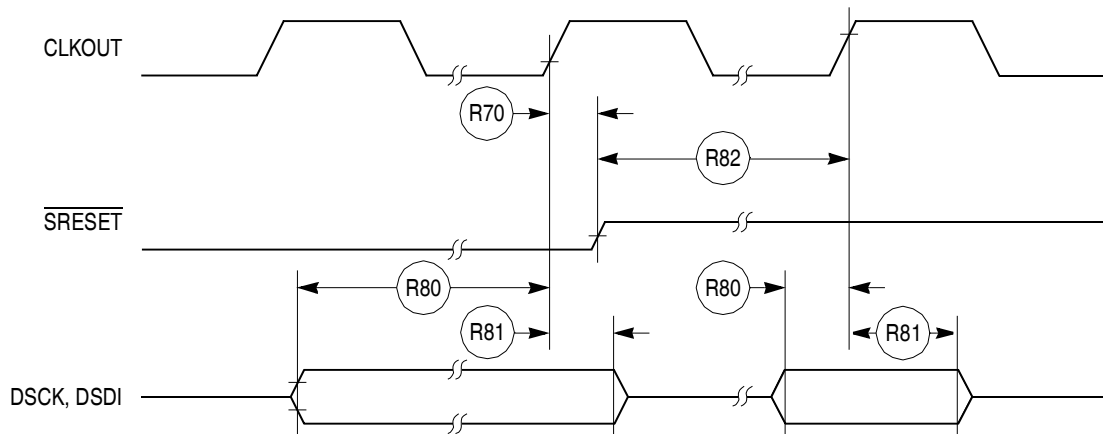 CLKOUT
R70
R82
SRESET
R80
R80
R81
R81
DSCK, DSDI